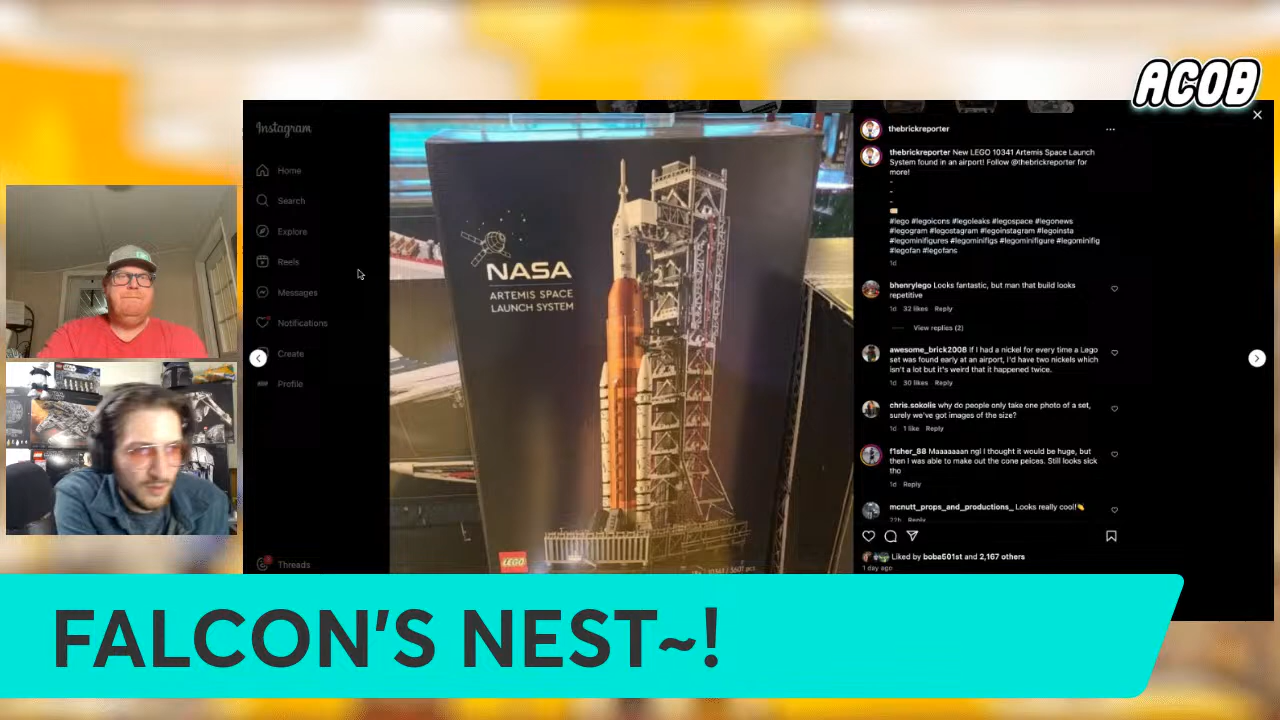 ACOB
Instagram
Home
Search
Explore
Reels
Messages
Notifications
Create
Profile
Threads
NASA
ARTEMIS SPACE
LAUNCH SYSTEM
LEGO
thebrickreporter
thebrickreporter New LEGO 10341 Artemis Space Launch
System found in an airport! Follow @thebrickreporter for
more!
-
-
-
#lego #legoicons #legoleaks #legospace #legonews
#legogram #legostagram #legoinstagram #legoinsta
#legominifigures #legominifigs #legominifigure #legominifig
#legofan #legofans
1d
bhenrylego Looks fantastic, but man that build looks
repetitive
1d 32 likes Reply
View replies (2)
awesome_brick2008 If I had a nickel for every time a Lego
set was found early at an airport, I'd have two nickels which
isn't a lot but it's weird that it happened twice.
1d 30 likes Reply
chris.sokolis why do people only take one photo of a set,
surely we've got images of the size?
1d 1 like Reply
f1sher_88 Maaaaaan ngl I thought it would be huge, but
then I was able to make out the cone peices. Still looks sick
tho
1d Reply
mcnutt_props_and_productions_ Looks really cool!👏
22h Reply
Liked by boba501st and 2,167 others
1 day ago
FALCON'S NEST~!